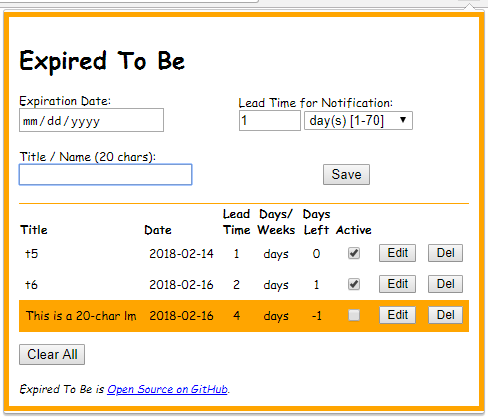 Expired To Be
Expiration Date: Lead Time for Notification:
mm/dd/yyyy 1 day(s) [1-70]
Title / Name (20 chars):
Save
Lead Days/ Days
Title Date Time Weeks Left Active
t5 2018-02-14 1 days 0 Edit Del
t6 2018-02-16 2 days 1 Edit Del
This is a 20-char lm 2018-02-16 4 days -1 Edit Del
Clear All
Expired To Be is Open Source on GitHub.